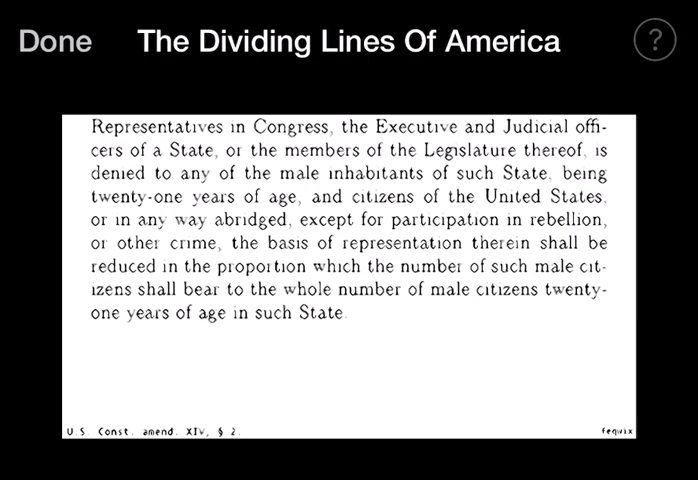 Done The Dividing Lines Of America ?
Representatives in Congress, the Executive and Judicial offi-
cers of a State, or the members of the Legislature thereof, is
denied to any of the male inhabitants of such State, being
twenty-one years of age, and citizens of the United States,
or in any way abridged, except for participation in rebellion,
or other crime, the basis of representation therein shall be
reduced in the proportion which the number of such male cit-
izens shall bear to the whole number of male citizens twenty-
one years of age in such State.
U.S. Const. amend. XIV, § 2. feqwix